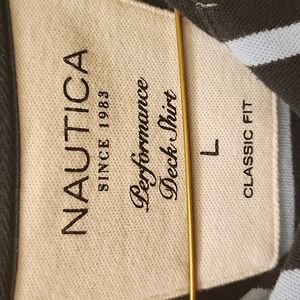 NAUTICA
SINCE 1983
Performance
Deck Shirt
L
CLASSIC FIT